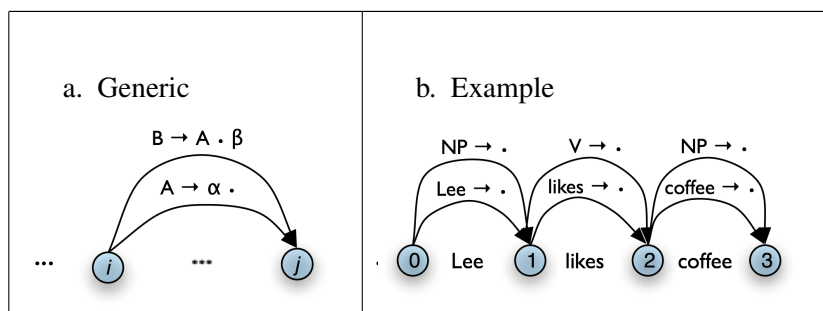 a. Generic
B → A • β
A → α •
... i ... j
b. Example
NP → • V → • NP → •
Lee → • likes → • coffee → •
0 Lee 1 likes 2 coffee 3